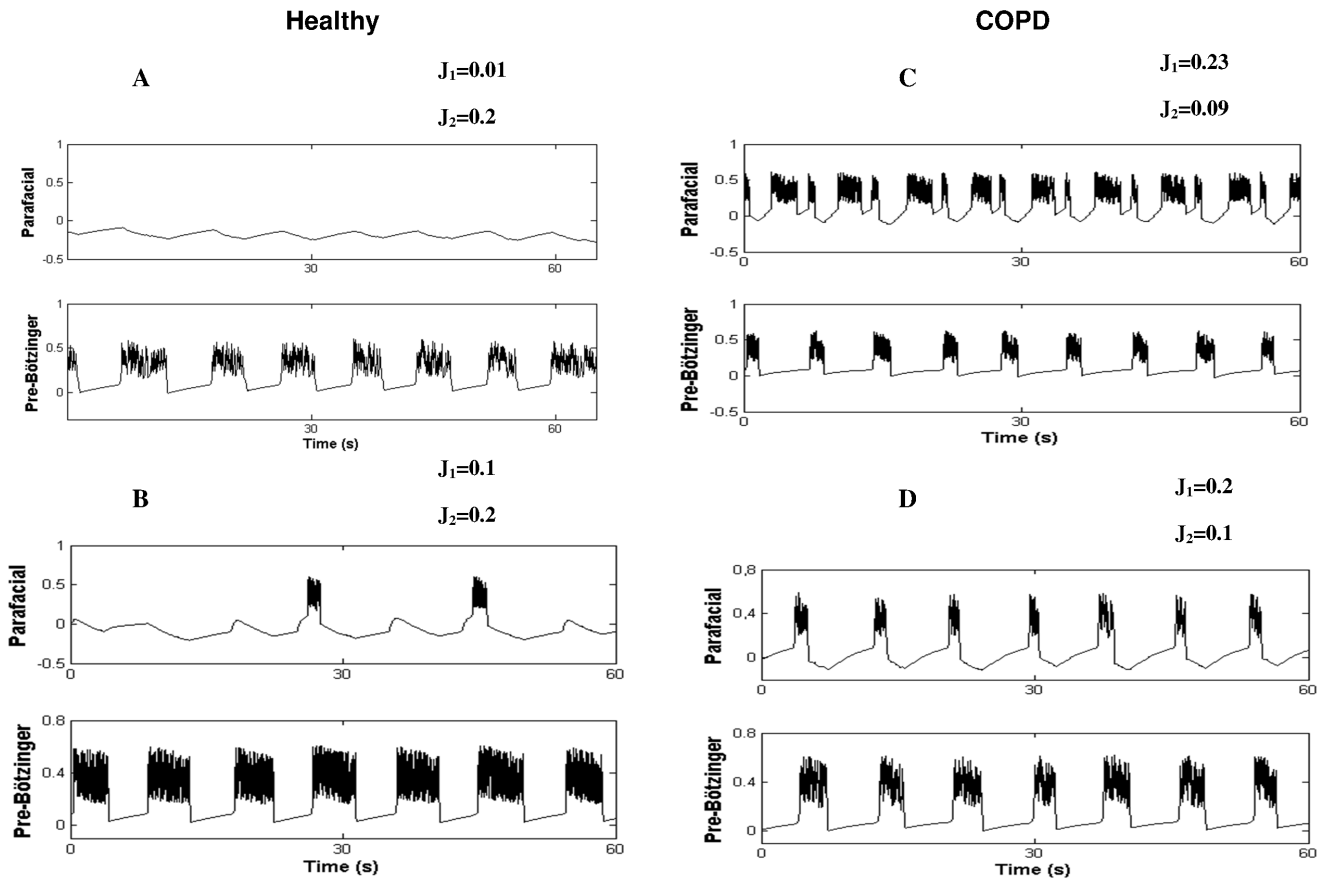 Healthy
COPD
A
J₁=0.01
J₂=0.2
Parafacial
1
0.5
0
-0.5
30
60
Pre-Bötzinger
1
0.5
0
30
60
Time (s)
B
J₁=0.1
J₂=0.2
Parafacial
1
0.5
0
-0.5
0
30
60
Pre-Bötzinger
0.8
0.4
0
0
30
60
Time (s)
C
J₁=0.23
J₂=0.09
Parafacial
1
0.5
0
-0.5
0
30
60
Pre-Bötzinger
1
0.5
0
-0.5
0
30
60
Time (s)
D
J₁=0.2
J₂=0.1
Parafacial
0.8
0.4
0
0
30
60
Pre-Bötzinger
0.8
0.4
0
0
30
60
Time (s)